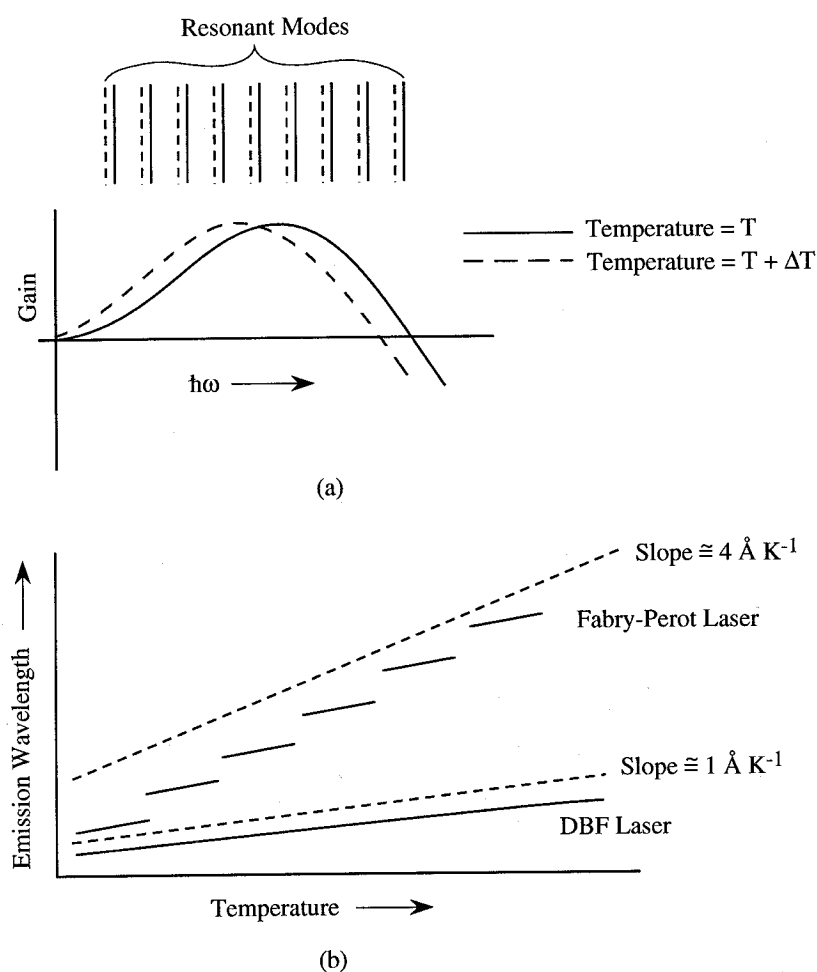 Resonant Modes
Temperature = T
Temperature = T + ΔT
Gain
ħω
(a)
Slope ≅ 4 Å K-1
Fabry-Perot Laser
Slope ≅ 1 Å K-1
DBF Laser
Emission Wavelength
Temperature
(b)